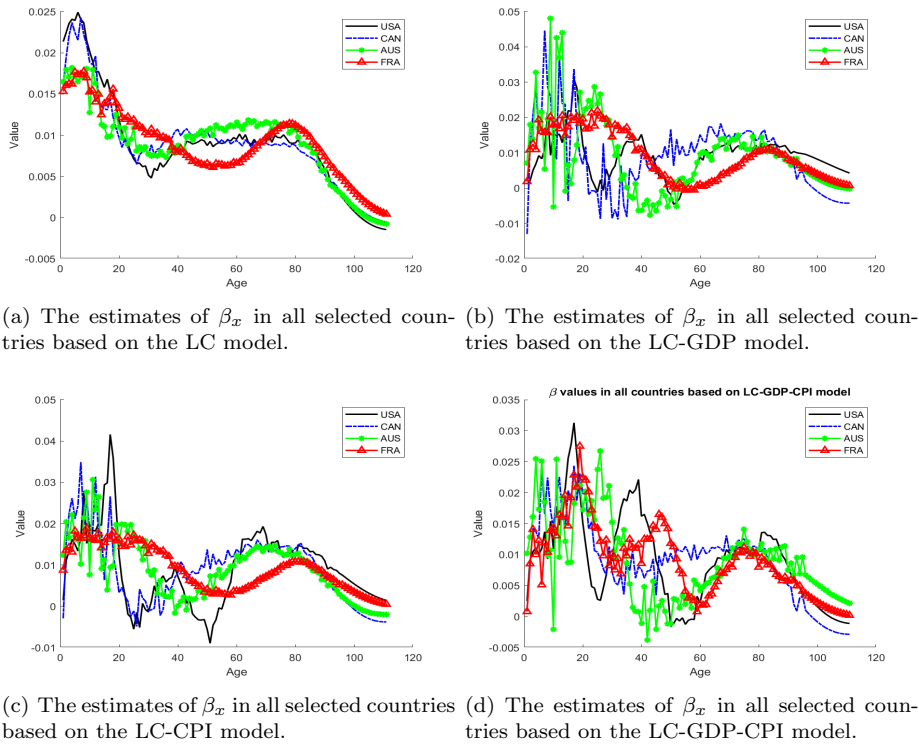 0.025
0.02
0.015
0.01
0.005
0
-0.005
Value
0 20 40 60 80 100 120
Age
USA
CAN
AUS
FRA
(a) The estimates of βx in all selected coun-
tries based on the LC model.
0.05
0.04
0.03
0.02
0.01
0
-0.01
-0.02
Value
0 20 40 60 80 100 120
Age
USA
CAN
AUS
FRA
(b) The estimates of βx in all selected coun-
tries based on the LC-GDP model.
0.05
0.04
0.03
0.02
0.01
0
-0.01
Value
0 20 40 60 80 100 120
Age
USA
CAN
AUS
FRA
(c) The estimates of βx in all selected countries
based on the LC-CPI model.
β values in all countries based on LC-GDP-CPI model
0.035
0.03
0.025
0.02
0.015
0.01
0.005
0
-0.005
Value
0 20 40 60 80 100 120
Age
USA
CAN
AUS
FRA
(d) The estimates of βx in all selected coun-
tries based on the LC-GDP-CPI model.